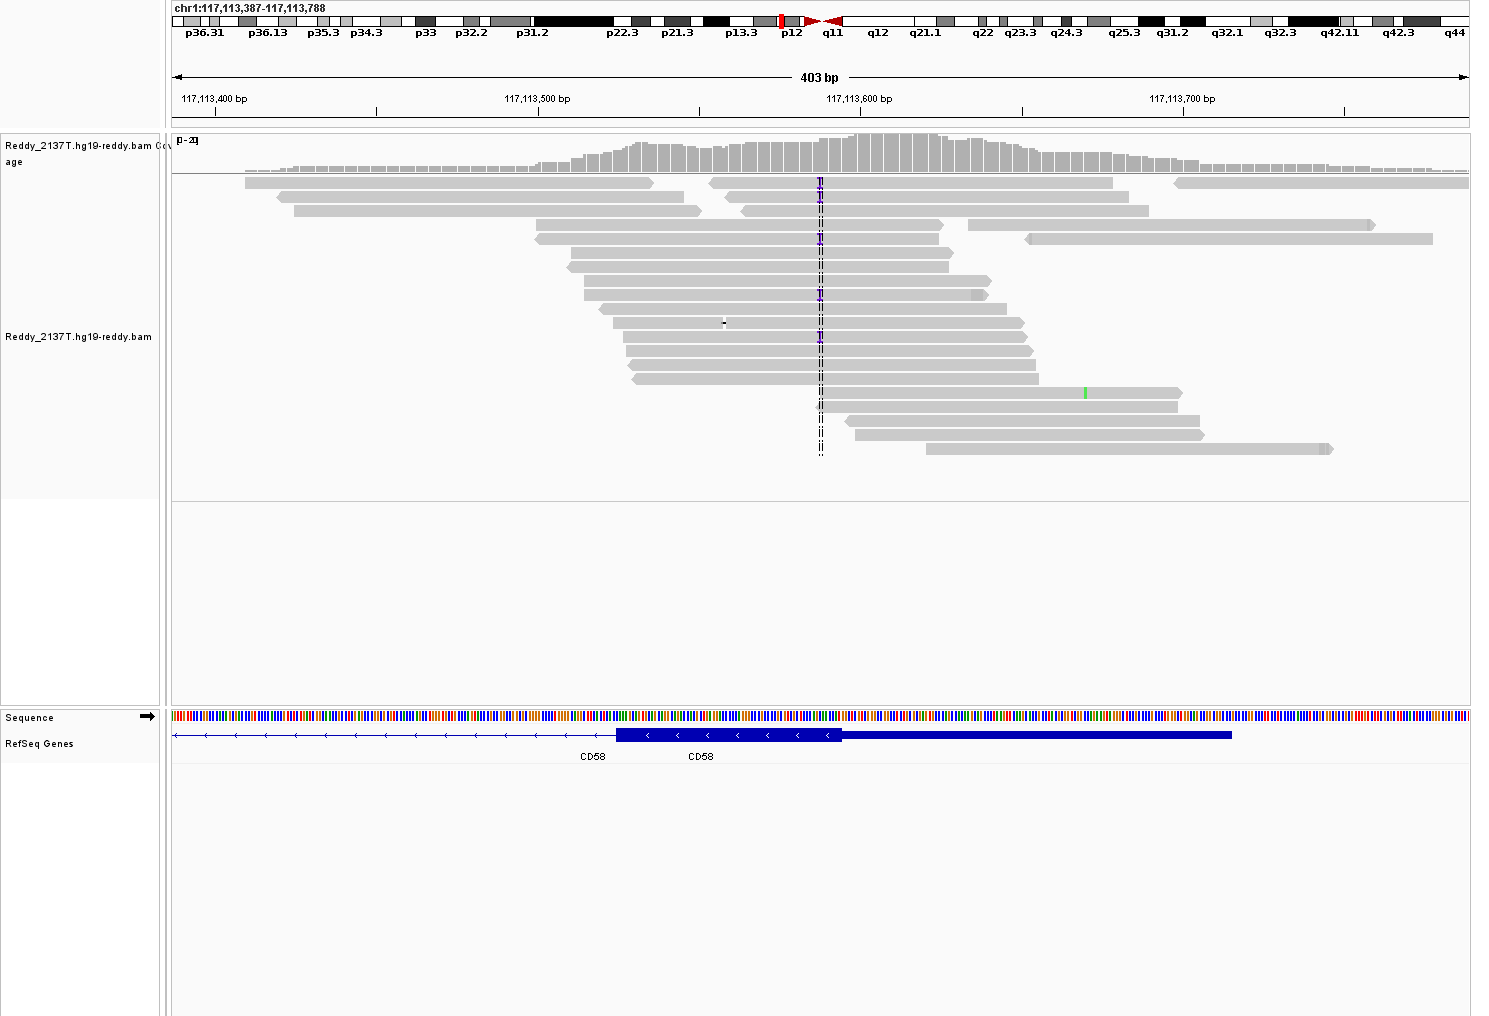 chr1:117,113,387-117,113,788
p36.31 p36.13 p35.3 p34.3 p33 p32.2 p31.2 p22.3 p21.3 p13.3 p12 q11 q12 q21.1 q22 q23.3 q24.3 q25.3 q31.2 q32.1 q32.3 q42.11 q42.3 q44
403 bp
117,113,400 bp 117,113,500 bp 117,113,600 bp 117,113,700 bp
Reddy_2137T.hg19-reddy.bam Cov
age
[0 - 20]
Reddy_2137T.hg19-reddy.bam
Sequence
RefSeq Genes
CD58 CD58